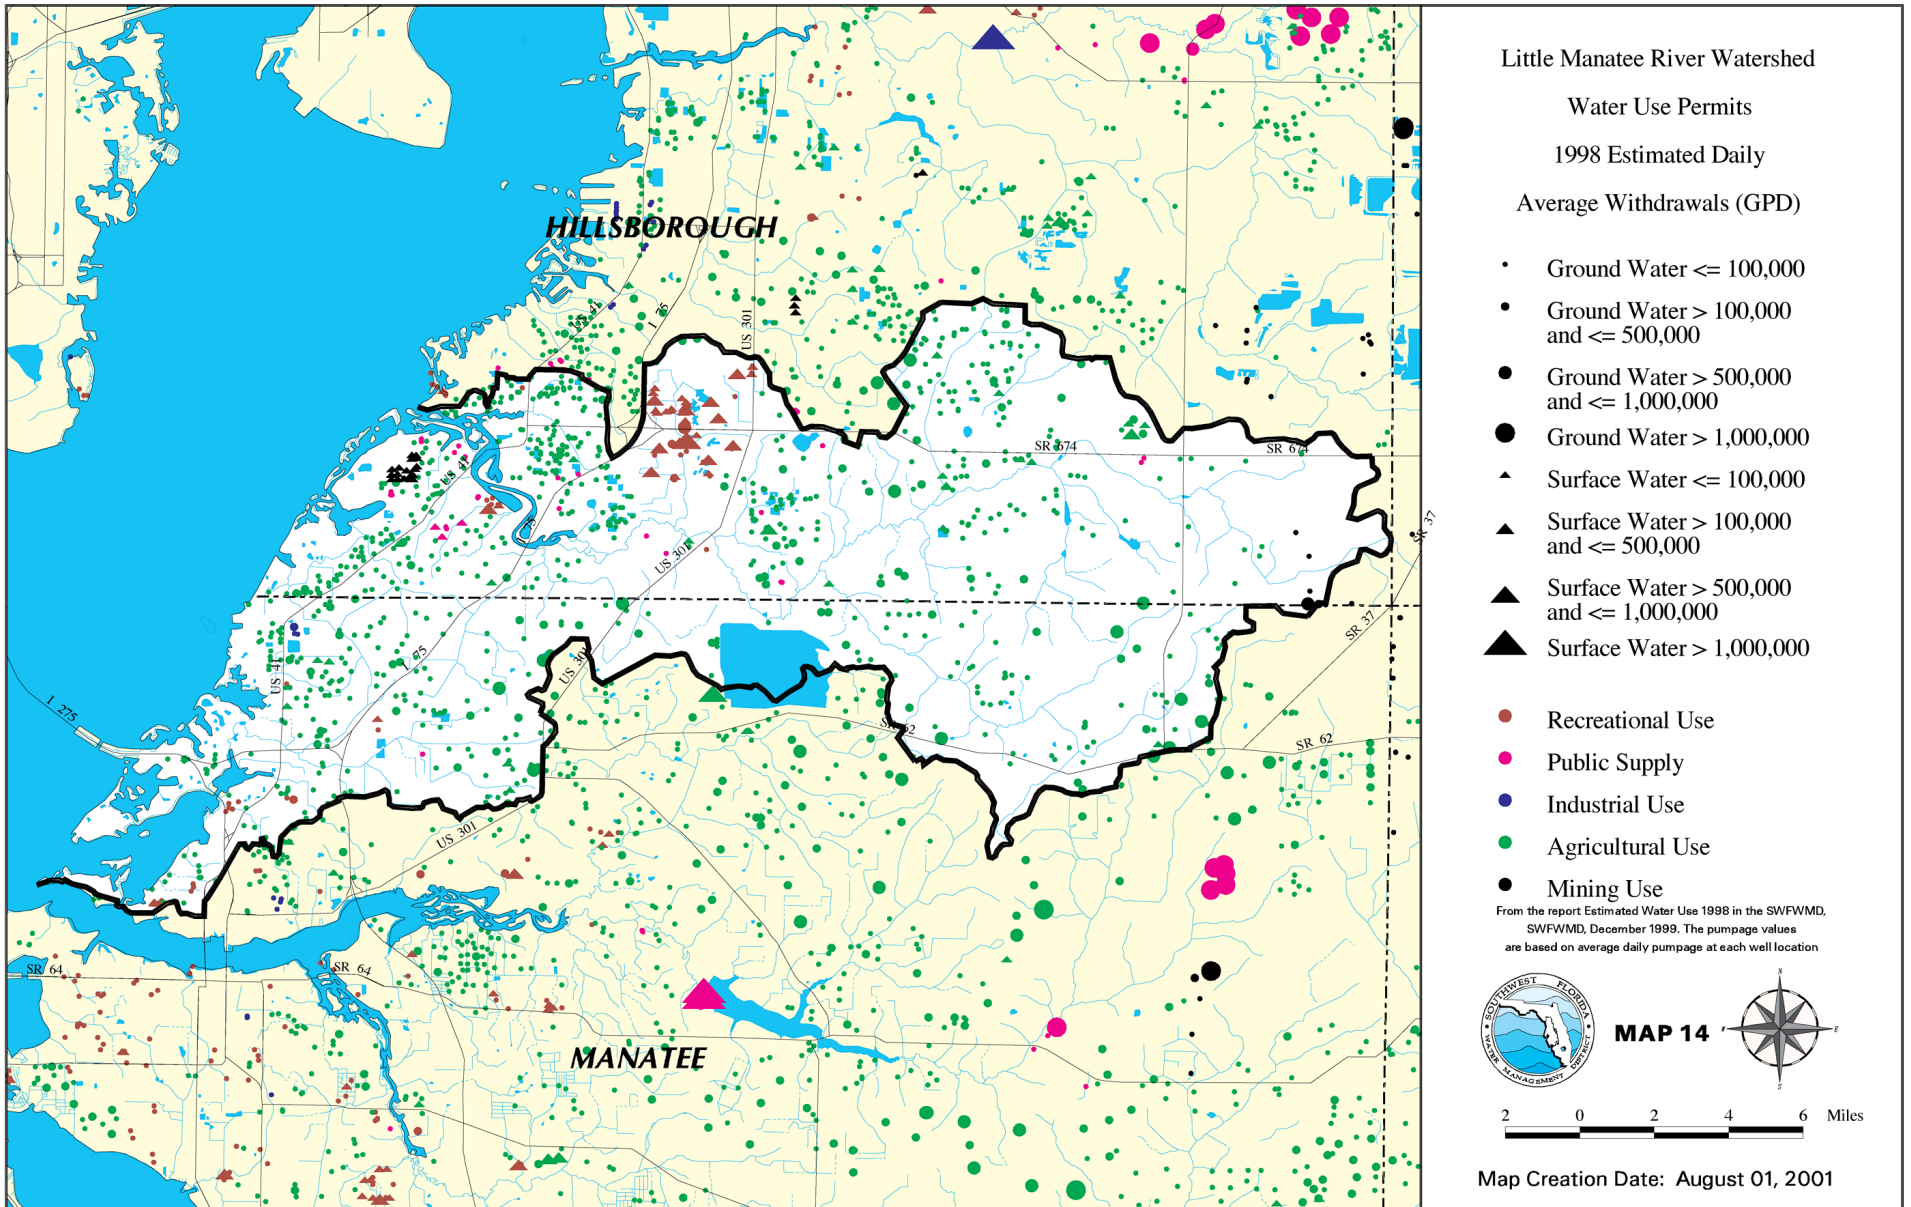 HILLSBOROUGH
US 41
I 75
US 301
SR 674
SR 674
US 41
I 75
US 301
SR 37
SR 37
US 41
I 75
US 301
I 275
SR 62
SR 62
US 301
SR 64
SR 64
MANATEE
Little Manatee River Watershed
Water Use Permits
1998 Estimated Daily
Average Withdrawals (GPD)
Ground Water <= 100,000
Ground Water > 100,000
and <= 500,000
Ground Water > 500,000
and <= 1,000,000
Ground Water > 1,000,000
Surface Water <= 100,000
Surface Water > 100,000
and <= 500,000
Surface Water > 500,000
and <= 1,000,000
Surface Water > 1,000,000
Recreational Use
Public Supply
Industrial Use
Agricultural Use
Mining Use
From the report Estimated Water Use 1998 in the SWFWMD,
SWFWMD, December 1999. The pumpage values
are based on average daily pumpage at each well location
SOUTHWEST FLORIDA
WATER MANAGEMENT DISTRICT
MAP 14
N
W
E
S
2 0 2 4 6 Miles
Map Creation Date: August 01, 2001